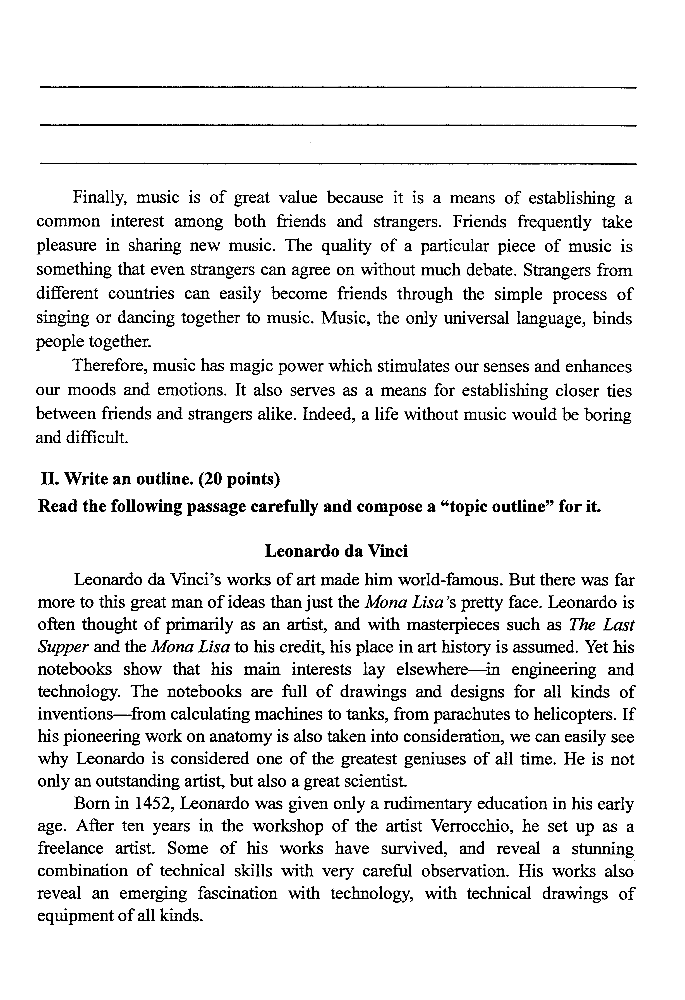 Finally, music is of great value because it is a means of establishing a
common interest among both friends and strangers. Friends frequently take
pleasure in sharing new music. The quality of a particular piece of music is
something that even strangers can agree on without much debate. Strangers from
different countries can easily become friends through the simple process of
singing or dancing together to music. Music, the only universal language, binds
people together.
Therefore, music has magic power which stimulates our senses and enhances
our moods and emotions. It also serves as a means for establishing closer ties
between friends and strangers alike. Indeed, a life without music would be boring
and difficult.
II. Write an outline. (20 points)
Read the following passage carefully and compose a “topic outline” for it.
Leonardo da Vinci
Leonardo da Vinci’s works of art made him world-famous. But there was far
more to this great man of ideas than just the Mona Lisa’s pretty face. Leonardo is
often thought of primarily as an artist, and with masterpieces such as The Last
Supper and the Mona Lisa to his credit, his place in art history is assumed. Yet his
notebooks show that his main interests lay elsewhere—in engineering and
technology. The notebooks are full of drawings and designs for all kinds of
inventions—from calculating machines to tanks, from parachutes to helicopters. If
his pioneering work on anatomy is also taken into consideration, we can easily see
why Leonardo is considered one of the greatest geniuses of all time. He is not
only an outstanding artist, but also a great scientist.
Born in 1452, Leonardo was given only a rudimentary education in his early
age. After ten years in the workshop of the artist Verrocchio, he set up as a
freelance artist. Some of his works have survived, and reveal a stunning
combination of technical skills with very careful observation. His works also
reveal an emerging fascination with technology, with technical drawings of
equipment of all kinds.